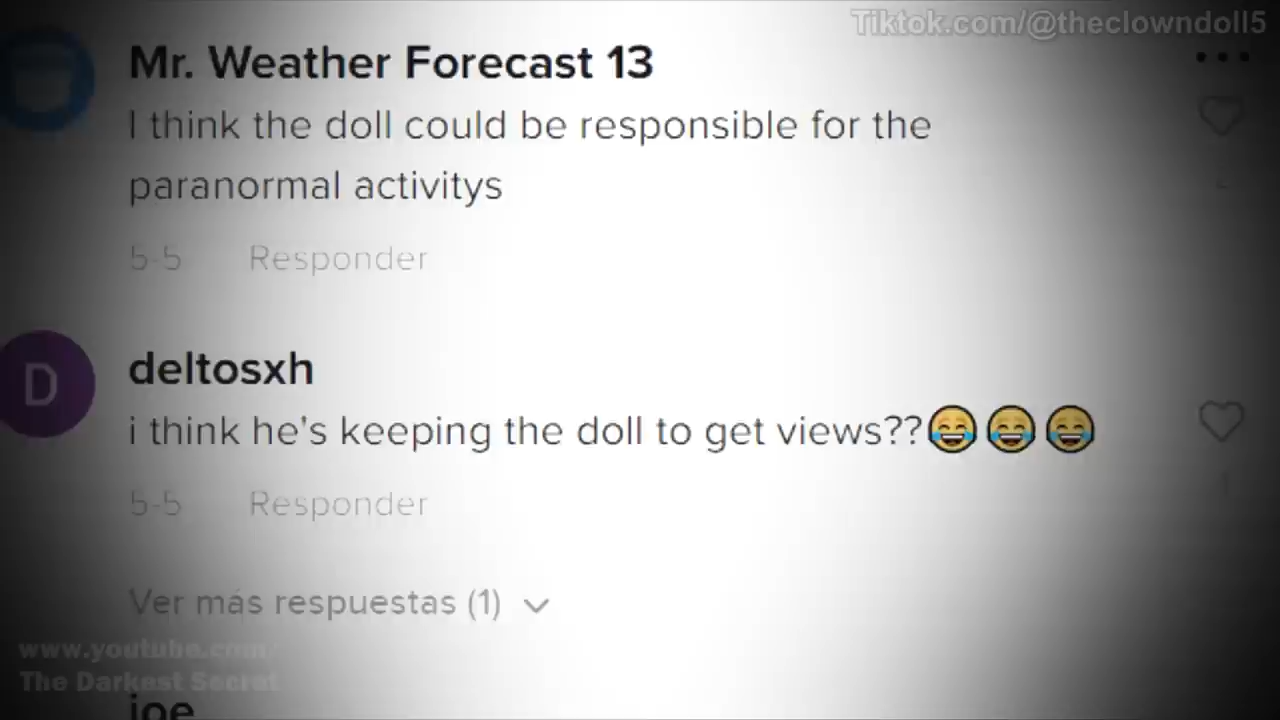 Tiktok.com/@theclowndoll5
Mr. Weather Forecast 13
I think the doll could be responsible for the
paranormal activitys
5-5 Responder
D
deltosxh
i think he's keeping the doll to get views??😂😂😂
1
5-5 Responder
Ver más respuestas (1)
www.youtube.com/
The Darkest Secret
joe